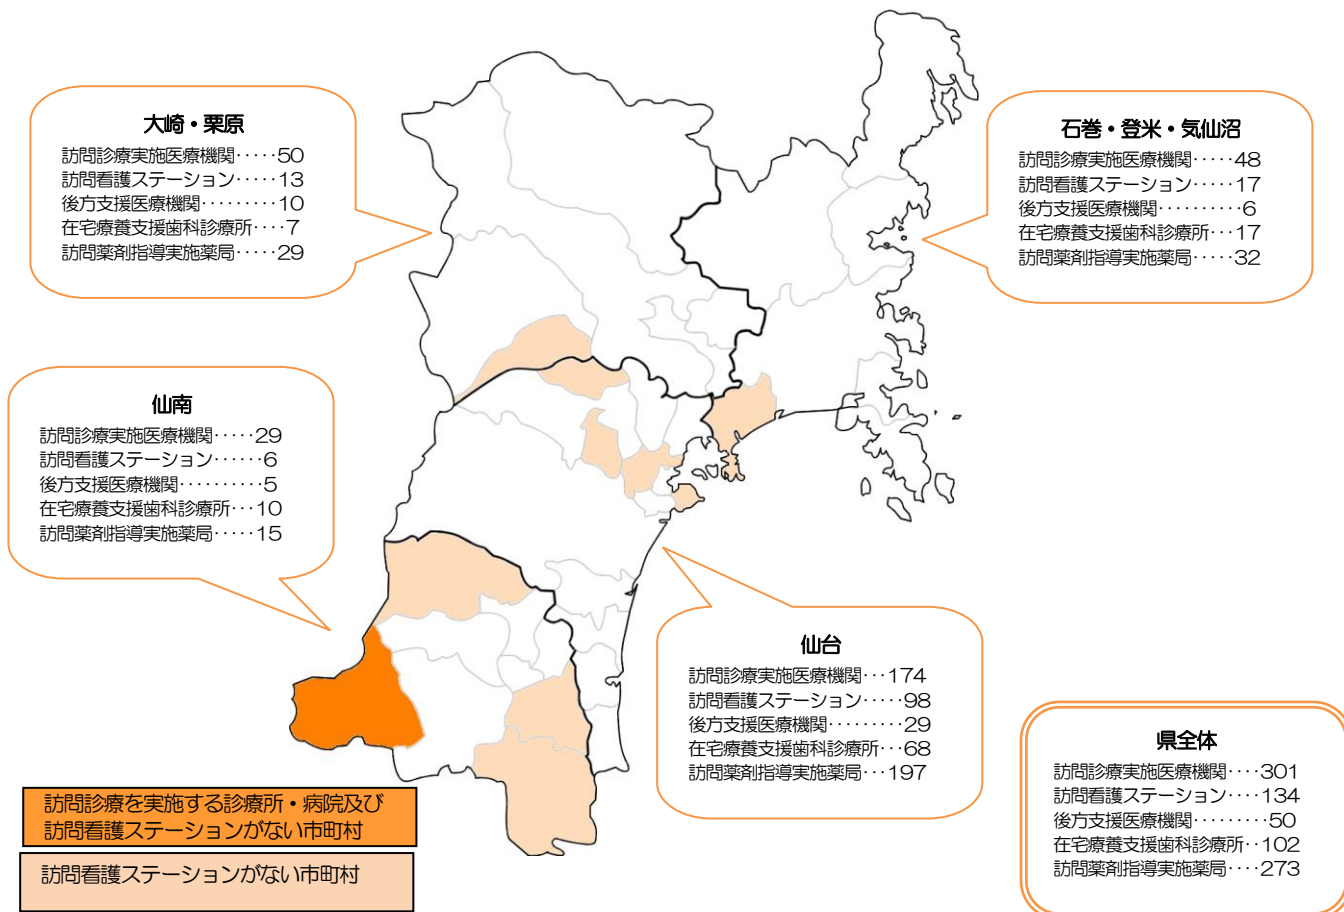 大崎・栗原
訪問診療実施医療機関‥‥‥50
訪問看護ステーション‥‥‥13
後方支援医療機関‥‥‥‥‥10
在宅療養支援歯科診療所‥‥7
訪問薬剤指導実施薬局‥‥‥29
石巻・登米・気仙沼
訪問診療実施医療機関‥‥‥48
訪問看護ステーション‥‥‥17
後方支援医療機関‥‥‥‥‥6
在宅療養支援歯科診療所‥‥17
訪問薬剤指導実施薬局‥‥‥32
仙南
訪問診療実施医療機関‥‥‥29
訪問看護ステーション‥‥‥6
後方支援医療機関‥‥‥‥‥5
在宅療養支援歯科診療所‥‥10
訪問薬剤指導実施薬局‥‥‥15
仙台
訪問診療実施医療機関‥‥174
訪問看護ステーション‥‥‥98
後方支援医療機関‥‥‥‥‥29
在宅療養支援歯科診療所‥‥68
訪問薬剤指導実施薬局‥‥197
県全体
訪問診療実施医療機関‥‥301
訪問看護ステーション‥‥134
後方支援医療機関‥‥‥‥‥50
在宅療養支援歯科診療所‥102
訪問薬剤指導実施薬局‥‥273
訪問診療を実施する診療所・病院及び
訪問看護ステーションがない市町村
訪問看護ステーションがない市町村